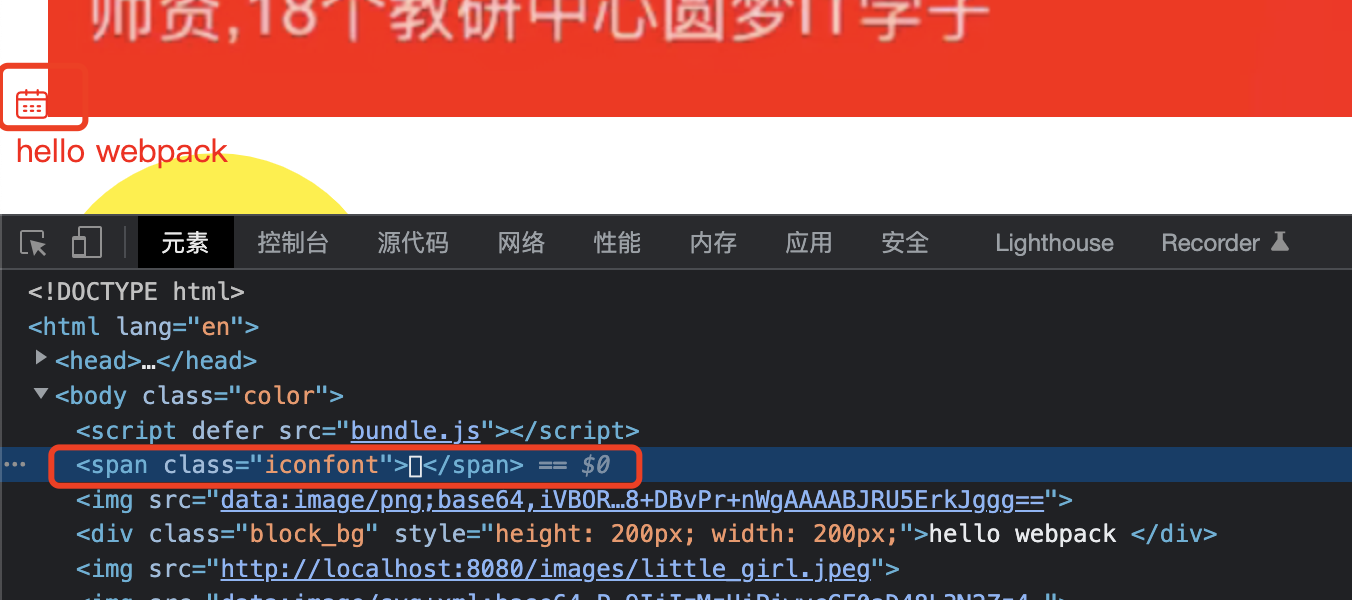 师资,18个教研中心圆梦IT学子
hello webpack
元素 控制台 源代码 网络 性能 内存 应用 安全 Lighthouse Recorder
<!DOCTYPE html>
<html lang="en">
<head>…</head>
<body class="color">
<script defer src="bundle.js"></script>
<span class="iconfont"></span> == $0
<img src="data:image/png;base64,iVBOR…8+DBvPr+nWgAAAABJRU5ErkJggg==">
<div class="block_bg" style="height: 200px; width: 200px;">hello webpack </div>
<img src="http://localhost:8080/images/little_girl.jpeg">